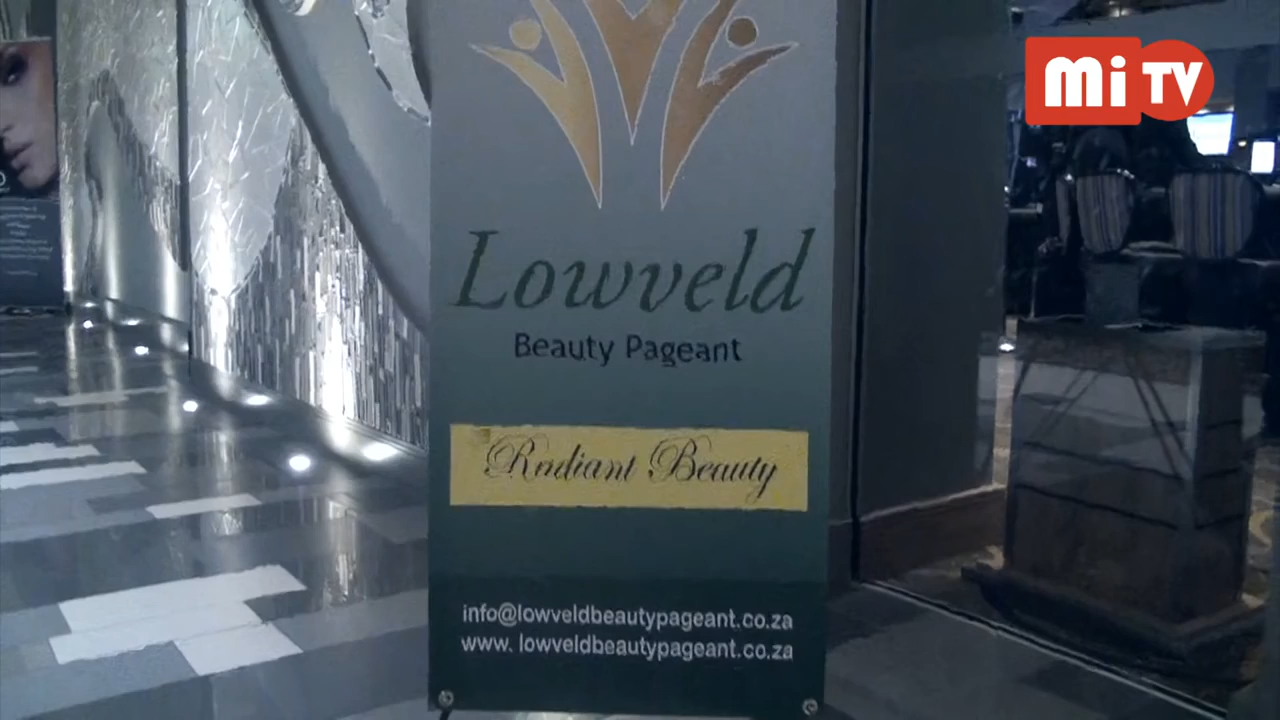 Mi TV
Lowveld
Beauty Pageant
Radiant Beauty
info@lowveldbeautypageant.co.za
www. lowveldbeautypageant.co.za